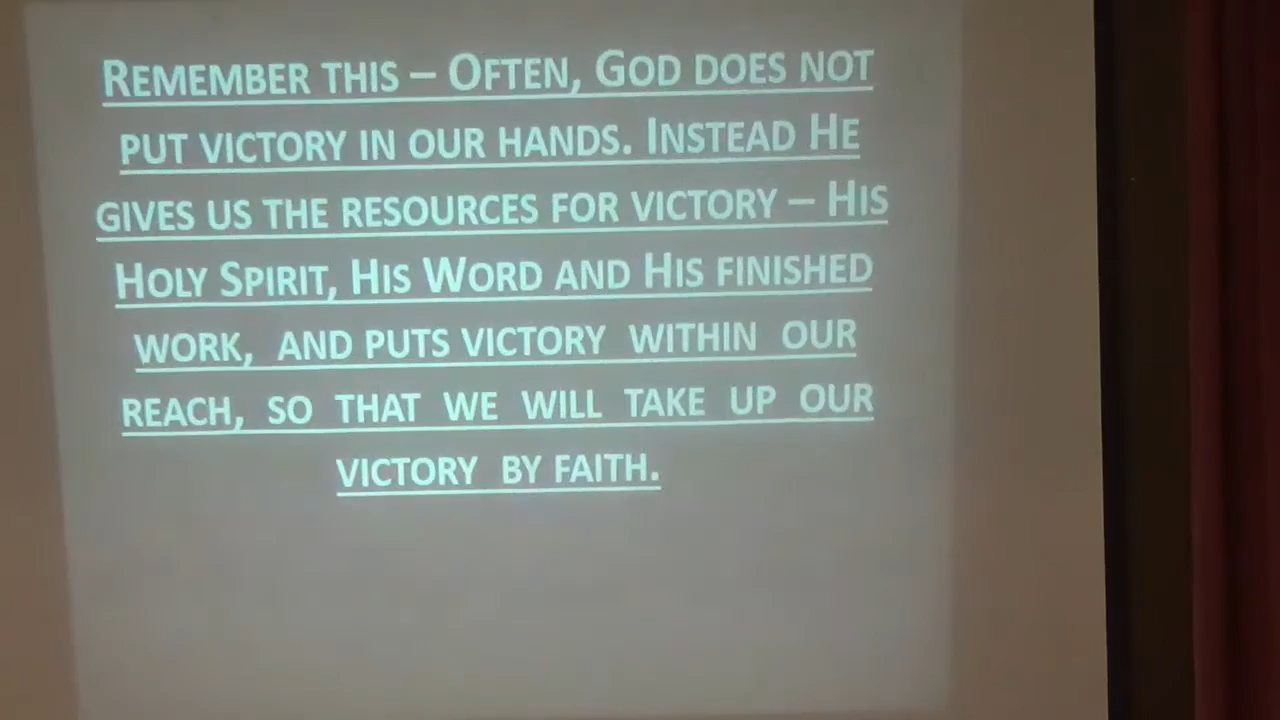 REMEMBER THIS – OFTEN, GOD DOES NOT
PUT VICTORY IN OUR HANDS. INSTEAD HE
GIVES US THE RESOURCES FOR VICTORY – HIS
HOLY SPIRIT, HIS WORD AND HIS FINISHED
WORK, AND PUTS VICTORY WITHIN OUR
REACH, SO THAT WE WILL TAKE UP OUR
VICTORY BY FAITH.